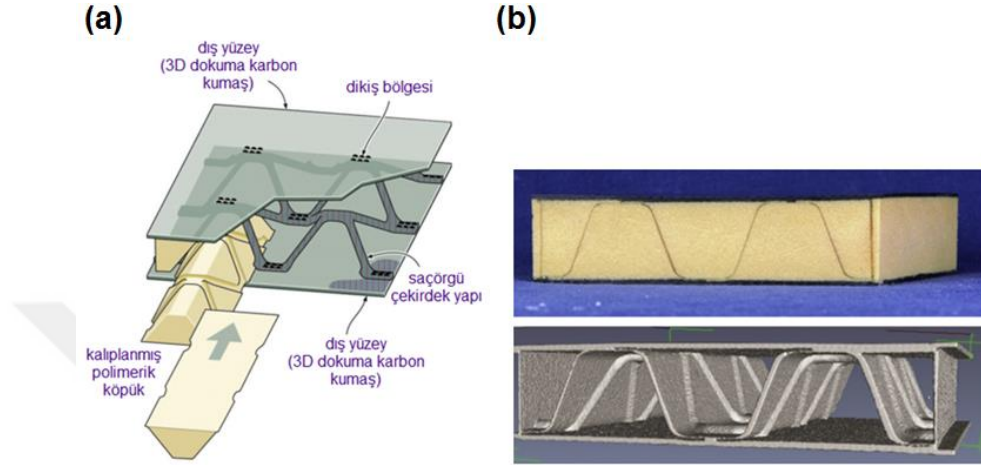 (a)
dış yüzey
(3D dokuma karbon
kumaş)
dikiş bölgesi
saçörgü
çekirdek yapı
dış yüzey
(3D dokuma karbon
kumaş)
kalıplanmış
polimerik
köpük
(b)